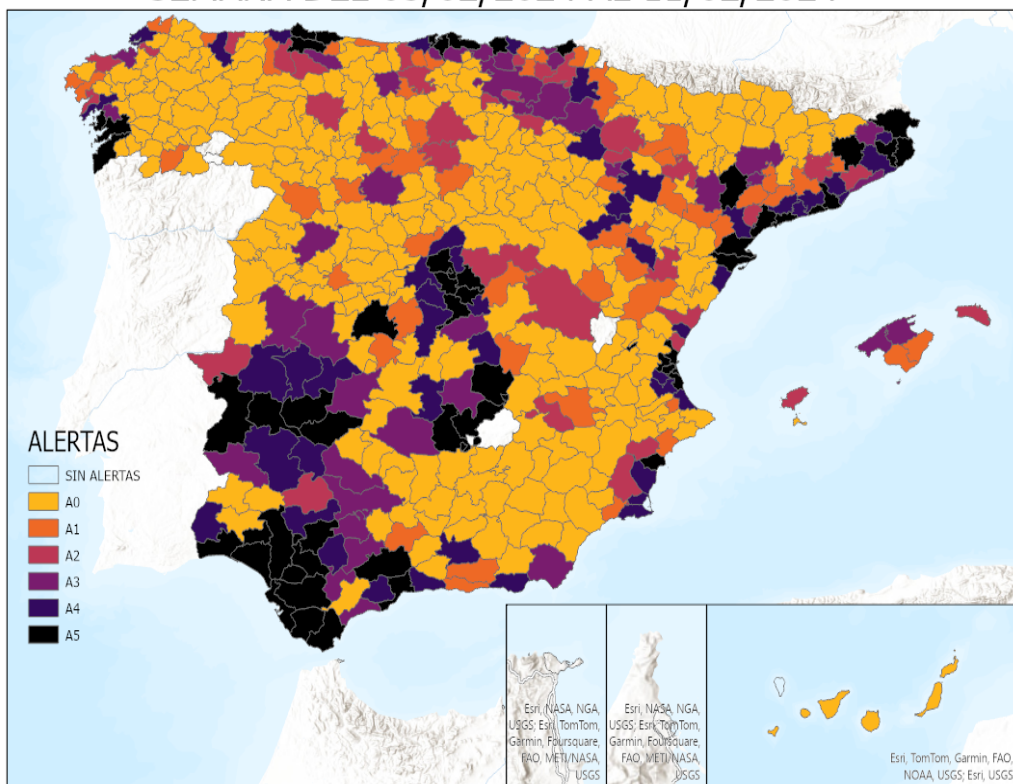 ALERTAS
SIN ALERTAS
A0
A1
A2
A3
A4
A5
Esri, NASA, NGA,
USGS; Esri, TomTom,
Garmin, Foursquare,
FAO, METI/NASA,
USGS
Esri, NASA, NGA,
USGS; Esri, TomTom,
Garmin, Foursquare,
FAO, METI/NASA,
USGS
Esri, TomTom, Garmin, FAO,
NOAA, USGS; Esri, USGS